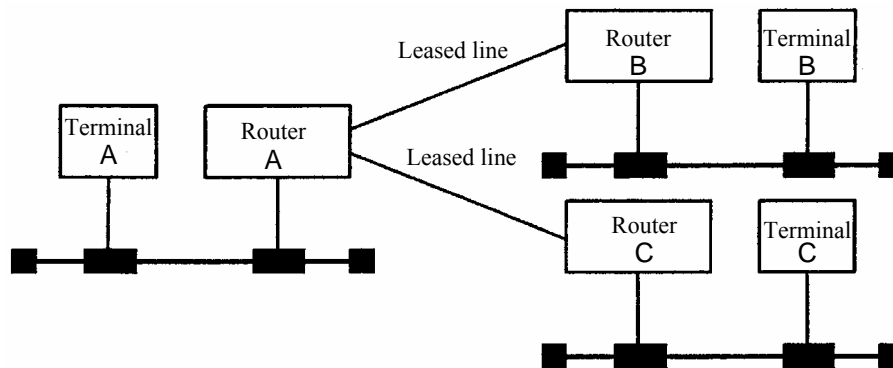 Leased line
Router
B
Terminal
B
Terminal
A
Router
A
Leased line
Router
C
Terminal
C